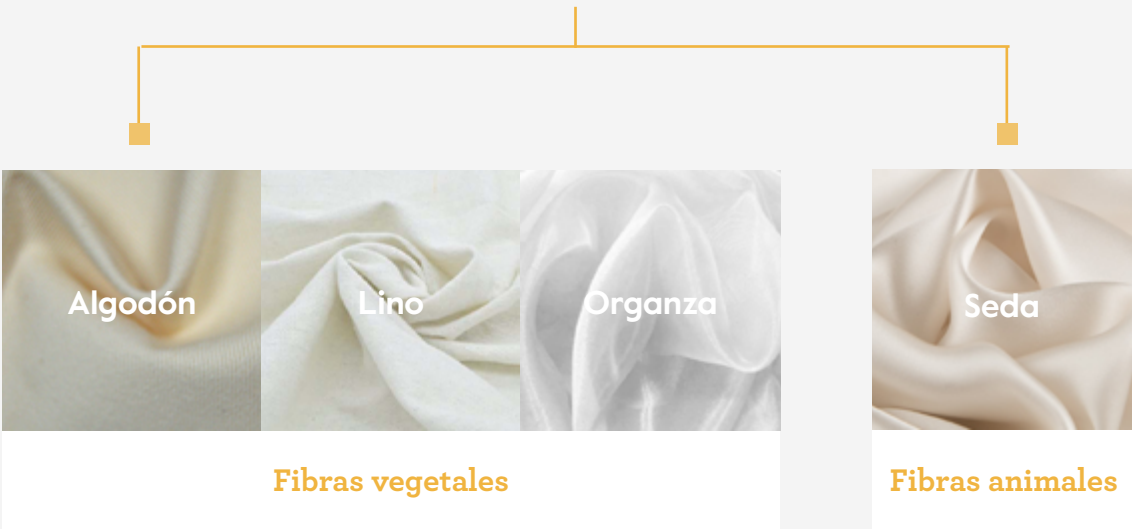 Algodón
Lino
Organza
Seda
Fibras vegetales
Fibras animales